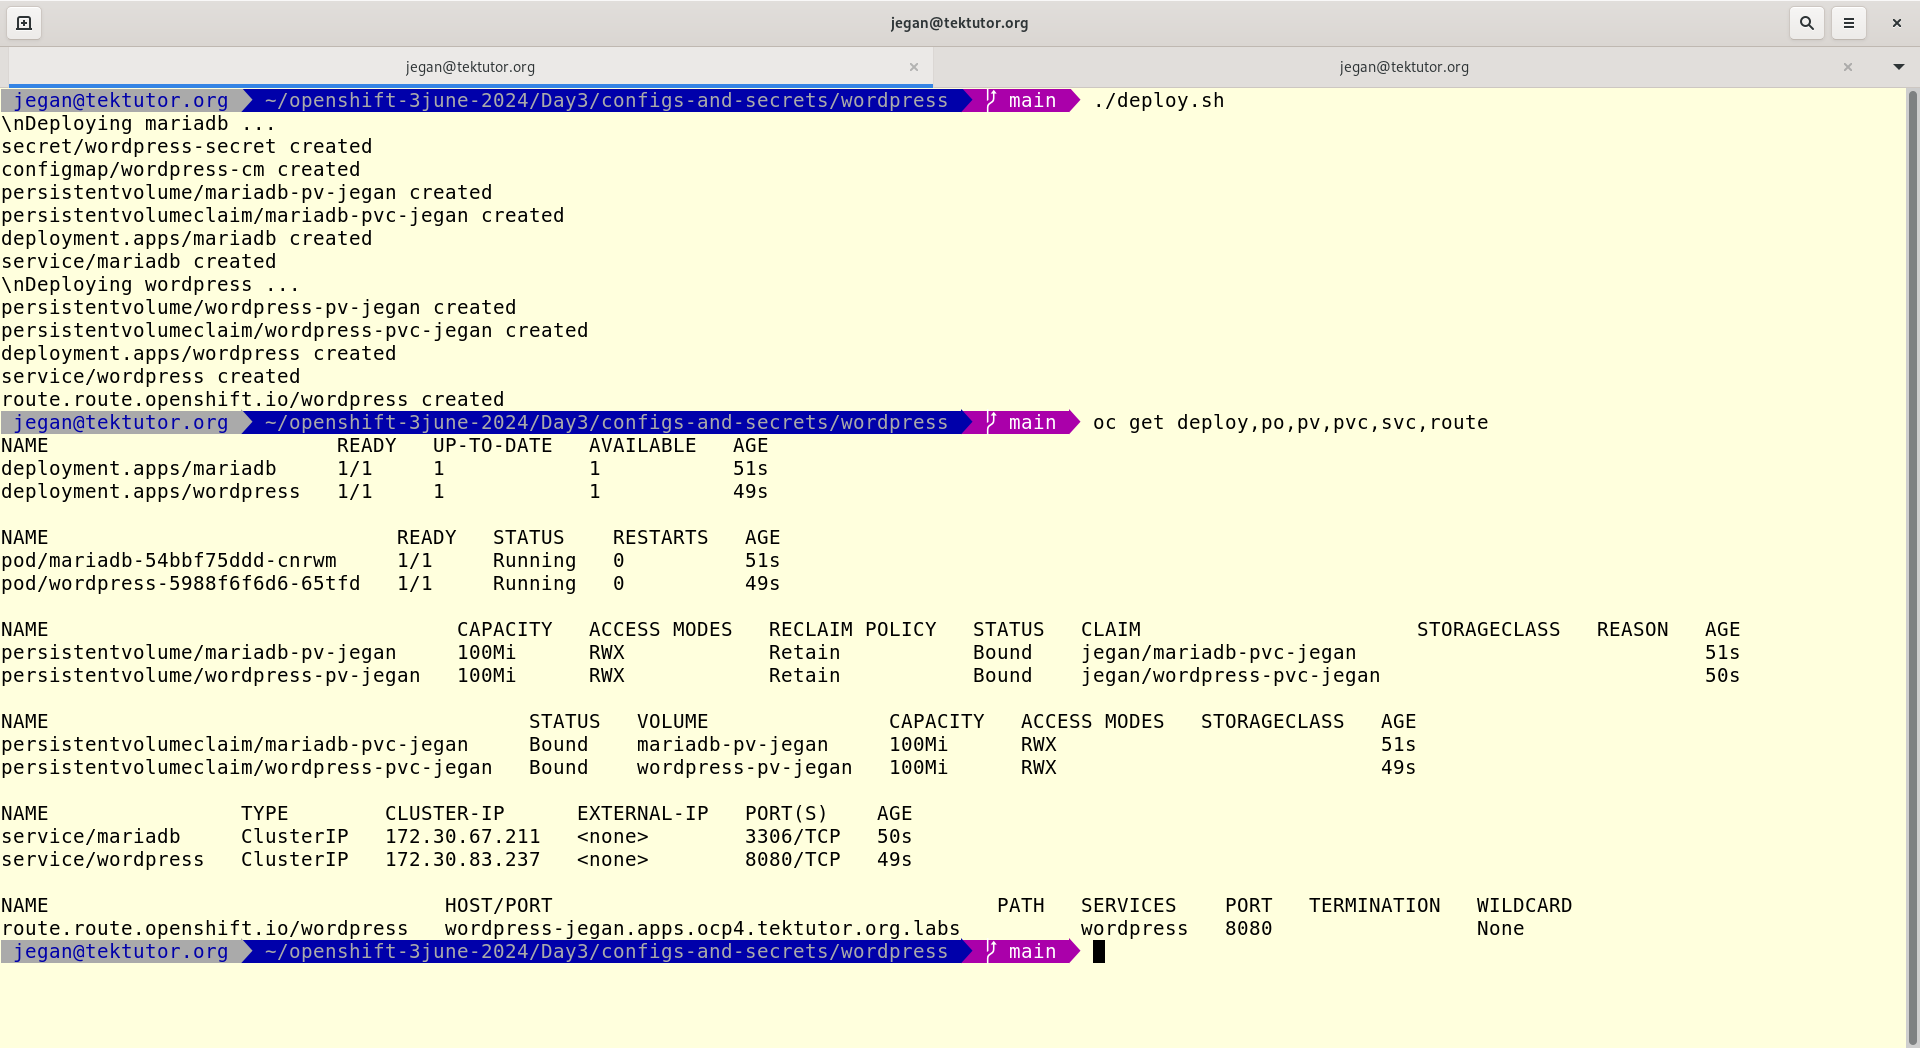 jegan@tektutor.org
jegan@tektutor.org jegan@tektutor.org
jegan@tektutor.org ~/openshift-3june-2024/Day3/configs-and-secrets/wordpress main ./deploy.sh
\nDeploying mariadb ...
secret/wordpress-secret created
configmap/wordpress-cm created
persistentvolume/mariadb-pv-jegan created
persistentvolumeclaim/mariadb-pvc-jegan created
deployment.apps/mariadb created
service/mariadb created
\nDeploying wordpress ...
persistentvolume/wordpress-pv-jegan created
persistentvolumeclaim/wordpress-pvc-jegan created
deployment.apps/wordpress created
service/wordpress created
route.route.openshift.io/wordpress created
jegan@tektutor.org ~/openshift-3june-2024/Day3/configs-and-secrets/wordpress main oc get deploy,po,pv,pvc,svc,route
NAME READY UP-TO-DATE AVAILABLE AGE
deployment.apps/mariadb 1/1 1 1 51s
deployment.apps/wordpress 1/1 1 1 49s
NAME READY STATUS RESTARTS AGE
pod/mariadb-54bbf75ddd-cnrwm 1/1 Running 0 51s
pod/wordpress-5988f6f6d6-65tfd 1/1 Running 0 49s
NAME CAPACITY ACCESS MODES RECLAIM POLICY STATUS CLAIM STORAGECLASS REASON AGE
persistentvolume/mariadb-pv-jegan 100Mi RWX Retain Bound jegan/mariadb-pvc-jegan 51s
persistentvolume/wordpress-pv-jegan 100Mi RWX Retain Bound jegan/wordpress-pvc-jegan 50s
NAME STATUS VOLUME CAPACITY ACCESS MODES STORAGECLASS AGE
persistentvolumeclaim/mariadb-pvc-jegan Bound mariadb-pv-jegan 100Mi RWX 51s
persistentvolumeclaim/wordpress-pvc-jegan Bound wordpress-pv-jegan 100Mi RWX 49s
NAME TYPE CLUSTER-IP EXTERNAL-IP PORT(S) AGE
service/mariadb ClusterIP 172.30.67.211 <none> 3306/TCP 50s
service/wordpress ClusterIP 172.30.83.237 <none> 8080/TCP 49s
NAME HOST/PORT PATH SERVICES PORT TERMINATION WILDCARD
route.route.openshift.io/wordpress wordpress-jegan.apps.ocp4.tektutor.org.labs wordpress 8080 None
jegan@tektutor.org ~/openshift-3june-2024/Day3/configs-and-secrets/wordpress main